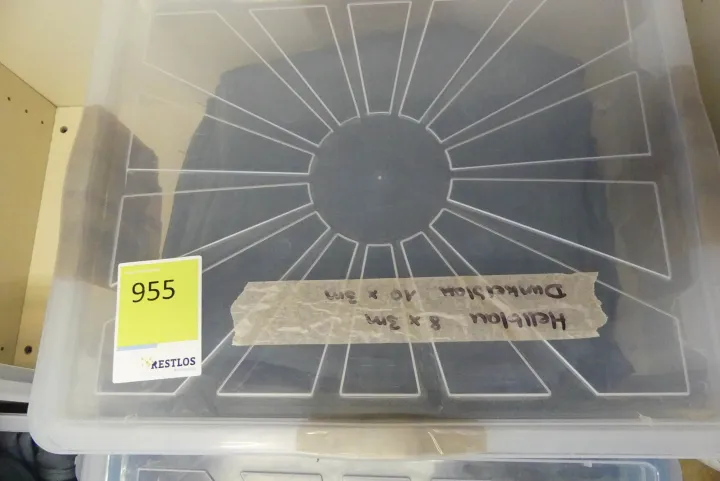 955
RESTLOS
Hellblau 8 x 3m
Dunkelblau 10 x 3m